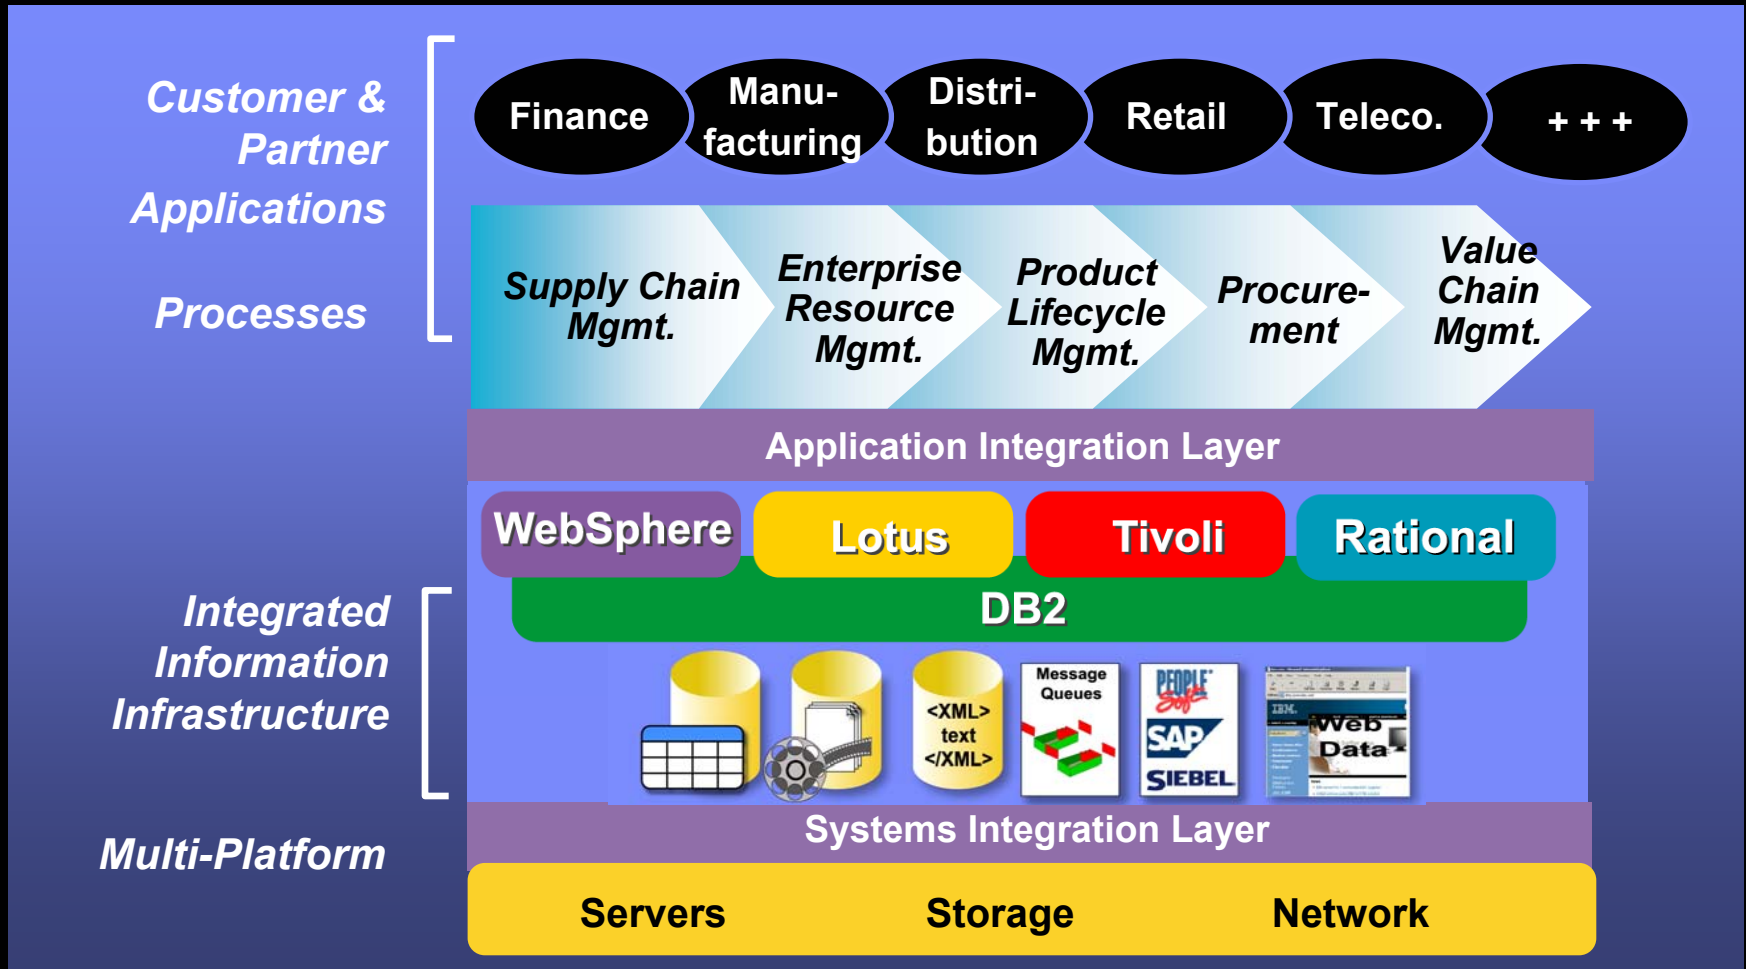 Customer &
Partner
Applications
Processes
Finance
Manu-
facturing
Distri-
bution
Retail
Teleco.
+ + +
Supply Chain
Mgmt.
Enterprise
Resource
Mgmt.
Product
Lifecycle
Mgmt.
Procure-
ment
Value
Chain
Mgmt.
Application Integration Layer
WebSphere
Lotus
Tivoli
Rational
DB2
Integrated
Information
Infrastructure
<XML>
text
</XML>
Message
Queues
PEOPLE
Soft
SAP
SIEBEL
IBM.
Web
Data
Multi-Platform
Systems Integration Layer
Servers
Storage
Network